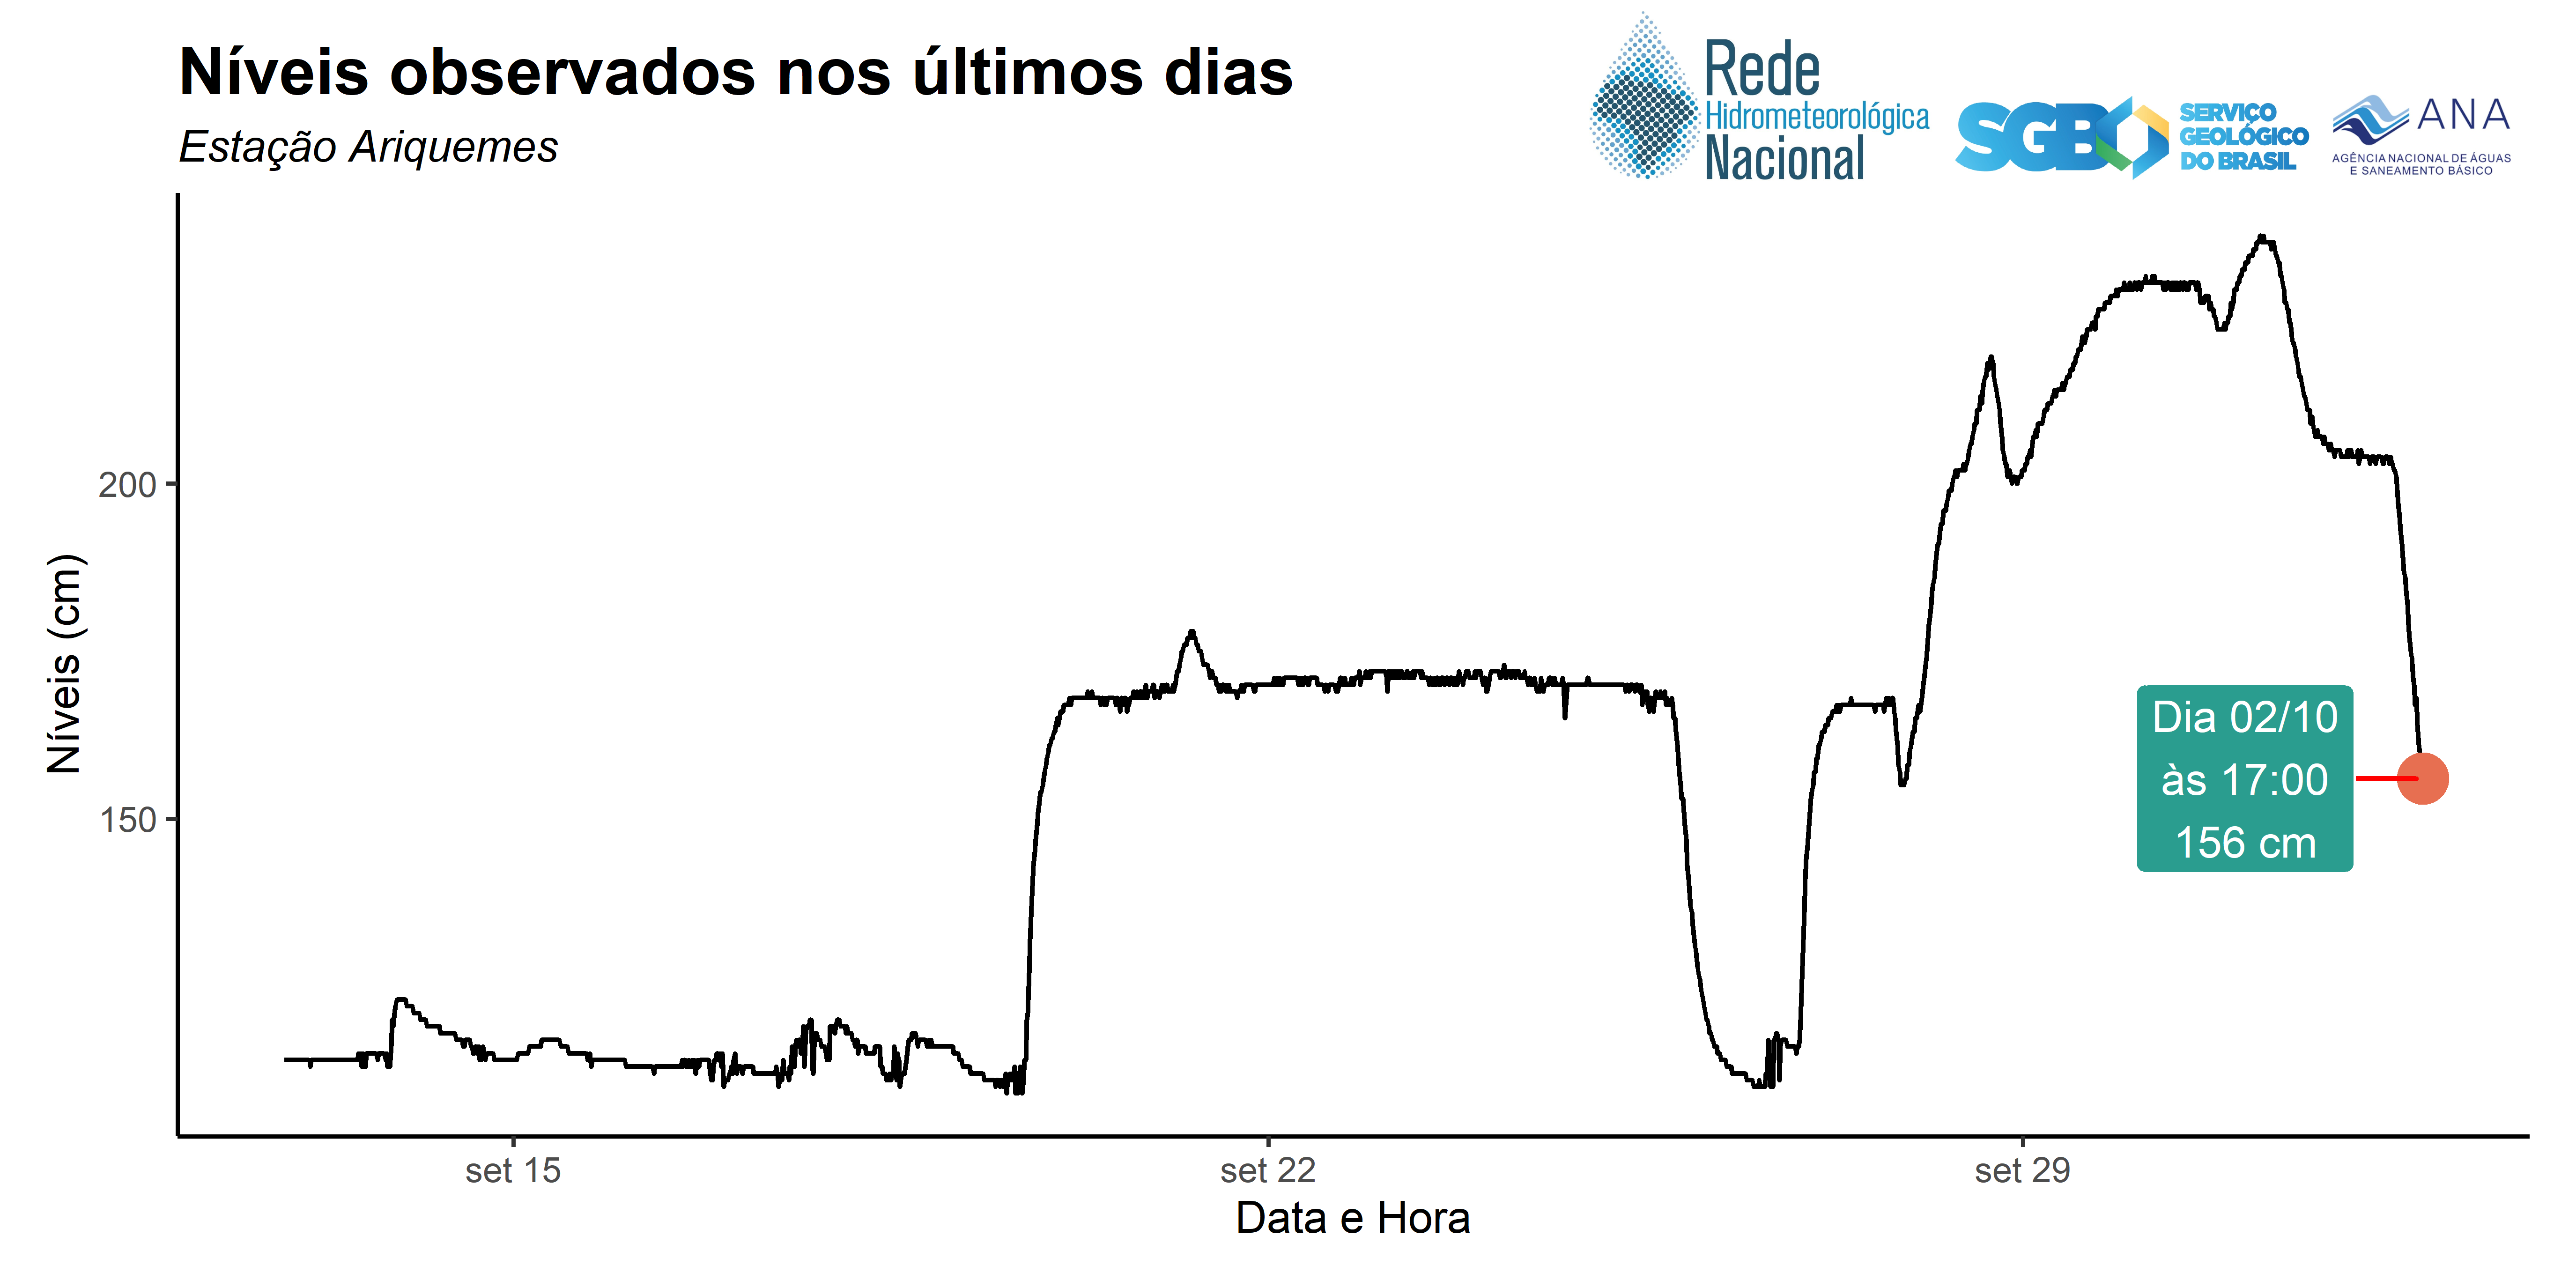 Níveis observados nos últimos dias
Estação Ariquemes
Rede
Hidrometeorológica
Nacional
SGB
SERVIÇO
GEOLÓGICO
DO BRASIL
ANA
AGÊNCIA NACIONAL DE ÁGUAS
E SANEAMENTO BÁSICO
Níveis (cm)
200
150
Dia 02/10
às 17:00
156 cm
set 15
set 22
set 29
Data e Hora